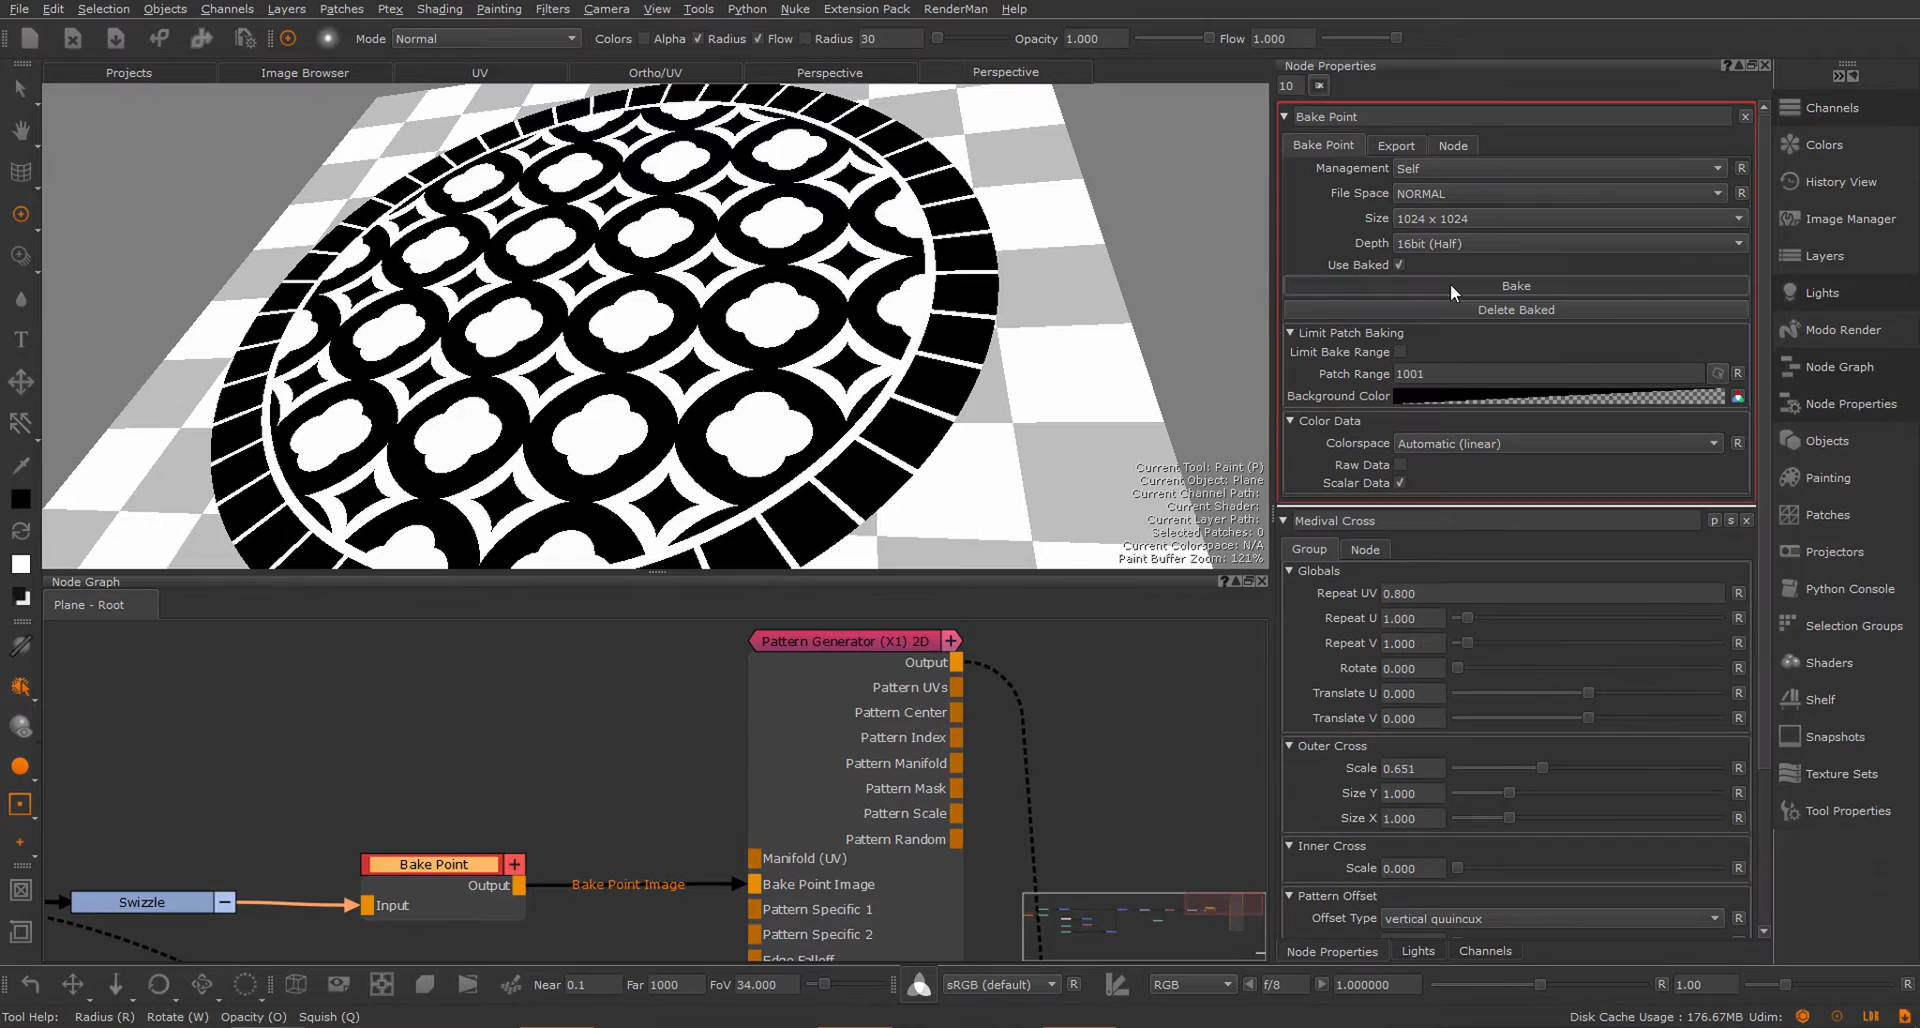 File Edit Selection Objects Channels Layers Patches Ptex Shading Painting Filters Camera View Tools Python Nuke Extension Pack RenderMan Help
Mode Normal Colors Alpha Radius Flow Radius 30 Opacity 1.000 Flow 1.000
Projects Image Browser UV Ortho/UV Perspective Perspective
Node Properties
10
Bake Point
Bake Point Export Node
Management Self R
File Space NORMAL R
Size 1024 x 1024
Depth 16bit (Half)
Use Baked
Bake
Delete Baked
Limit Patch Baking
Limit Bake Range
Patch Range 1001 R
Background Color
Color Data
Colorspace Automatic (linear) R
Raw Data
Scalar Data
Current Tool: Paint (P)
Current Object: Plane
Current Channel Path:
Current Shader:
Current Layer Path:
Selected Patches: 0
Current Colorspace: N/A
Paint Buffer Zoom: 121%
Medival Cross p s
Group Node
Globals
Repeat UV 0.800 R
Repeat U 1.000 R
Repeat V 1.000 R
Rotate 0.000 R
Translate U 0.000 R
Translate V 0.000 R
Outer Cross
Scale 0.651 R
Size Y 1.000 R
Size X 1.000 R
Inner Cross
Scale 0.000 R
Pattern Offset
Offset Type vertical quuincux R
Node Properties Lights Channels
Channels
Colors
History View
Image Manager
Layers
Lights
Modo Render
Node Graph
Node Properties
Objects
Painting
Patches
Projectors
Python Console
Selection Groups
Shaders
Shelf
Snapshots
Texture Sets
Tool Properties
Node Graph
Plane - Root
Pattern Generator (X1) 2D +
Output
Pattern UVs
Pattern Center
Pattern Index
Pattern Manifold
Pattern Mask
Pattern Scale
Pattern Random
Manifold (UV)
Bake Point Image
Pattern Specific 1
Pattern Specific 2
Edge Falloff
Bake Point +
Output
Input
Bake Point Image
Swizzle
Near 0.1 Far 1000 FoV 34.000 sRGB (default) R RGB f/8 1.000000 R 1.00 R
Tool Help: Radius (R) Rotate (W) Opacity (O) Squish (Q)
Disk Cache Usage : 176.67MB Udim: LDR